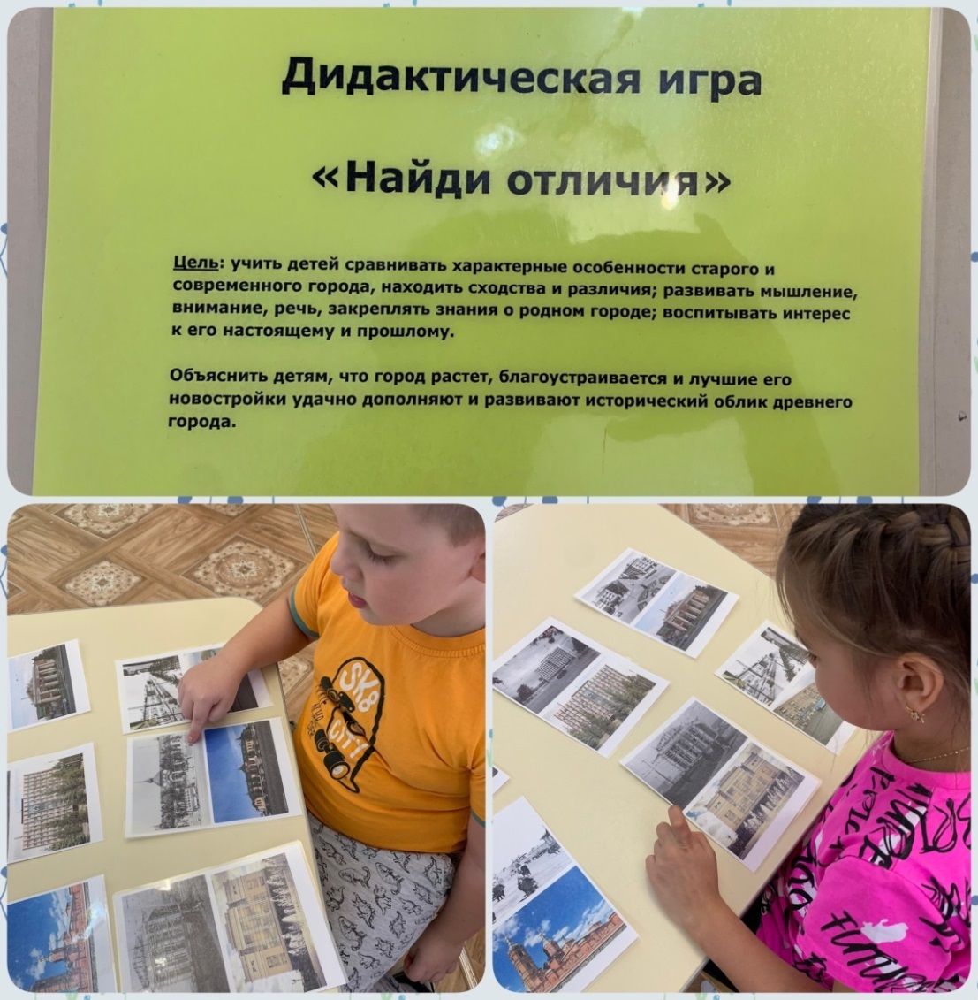 Дидактическая игра
«Найди отличия»
Цель: учить детей сравнивать характерные особенности старого и
современного города, находить сходства и различия; развивать мышление,
внимание, речь, закреплять знания о родном городе; воспитывать интерес
к его настоящему и прошлому.
Объяснить детям, что город растет, благоустраивается и лучшие его
новостройки удачно дополняют и развивают исторический облик древнего
города.
SK8
CITY